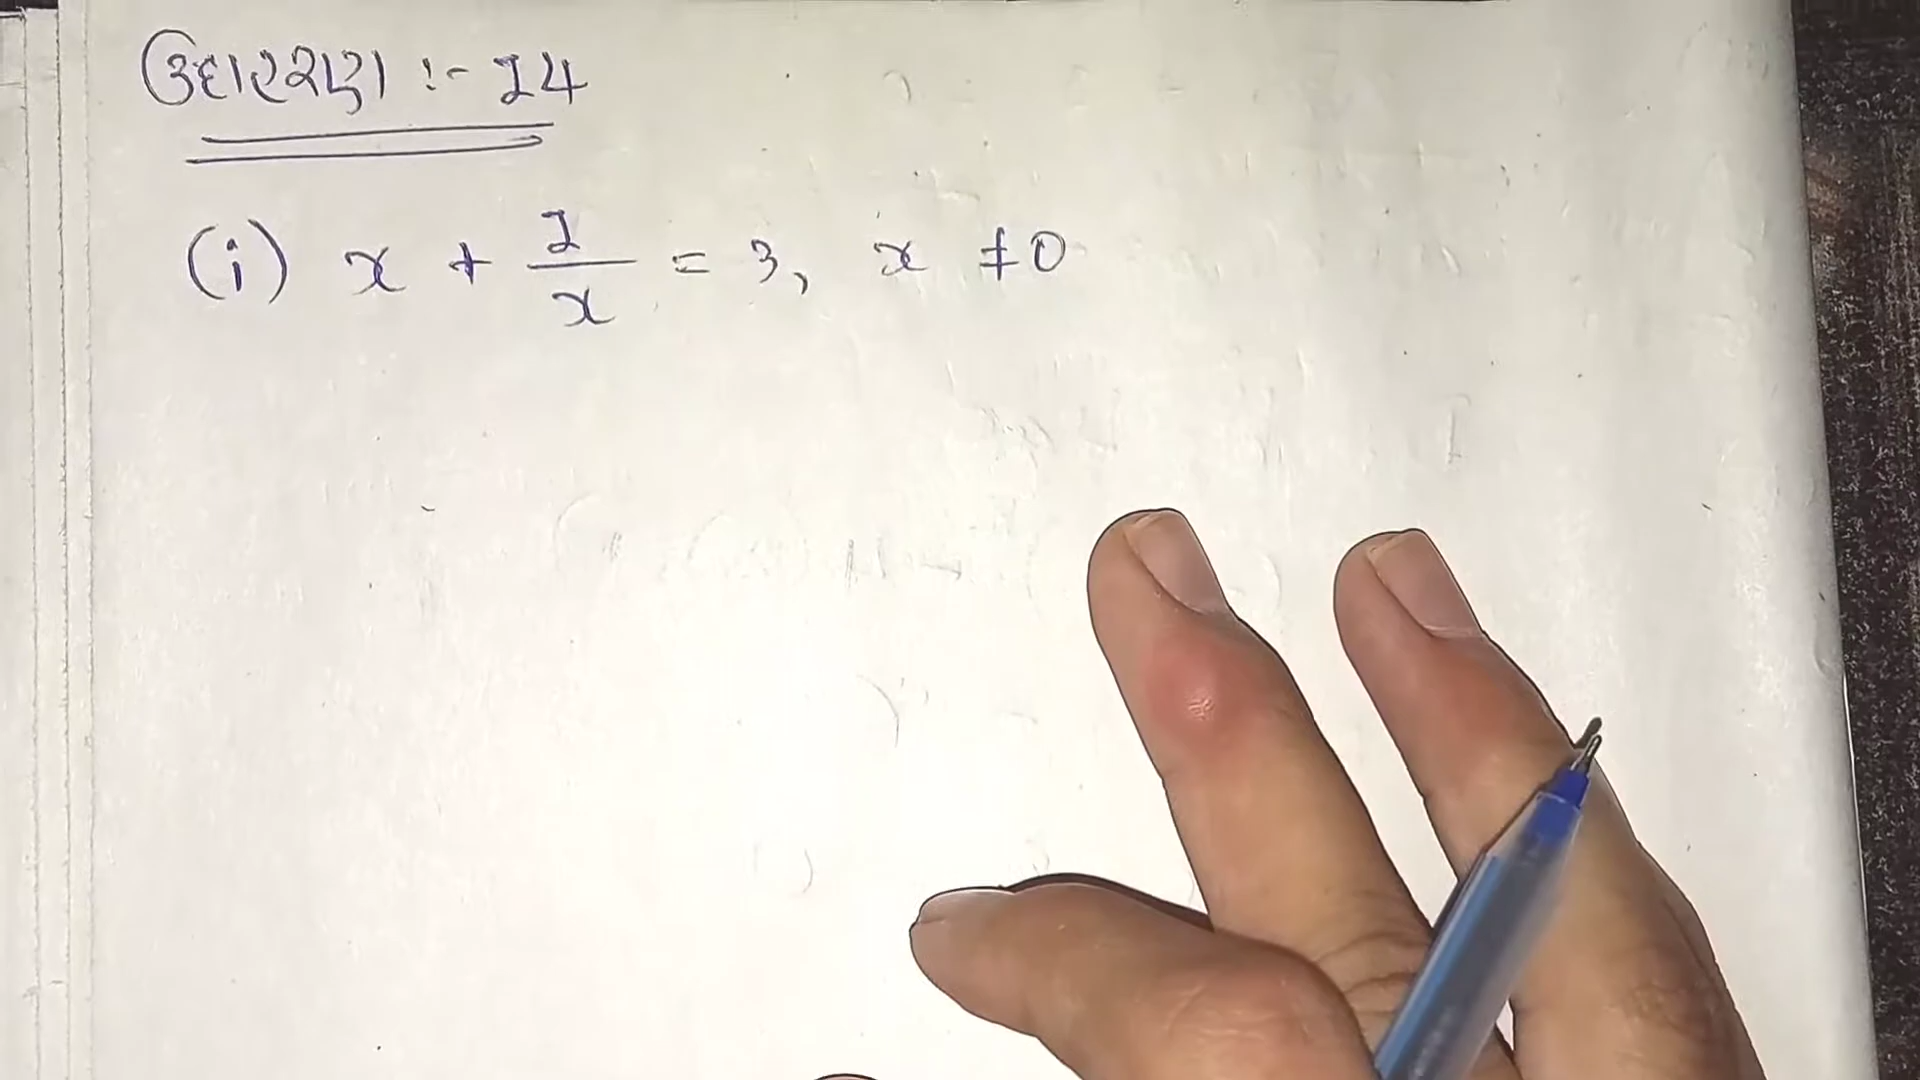 ઉદાહરણ :- 14
(i) x + 1/x = 3, x ≠ 0